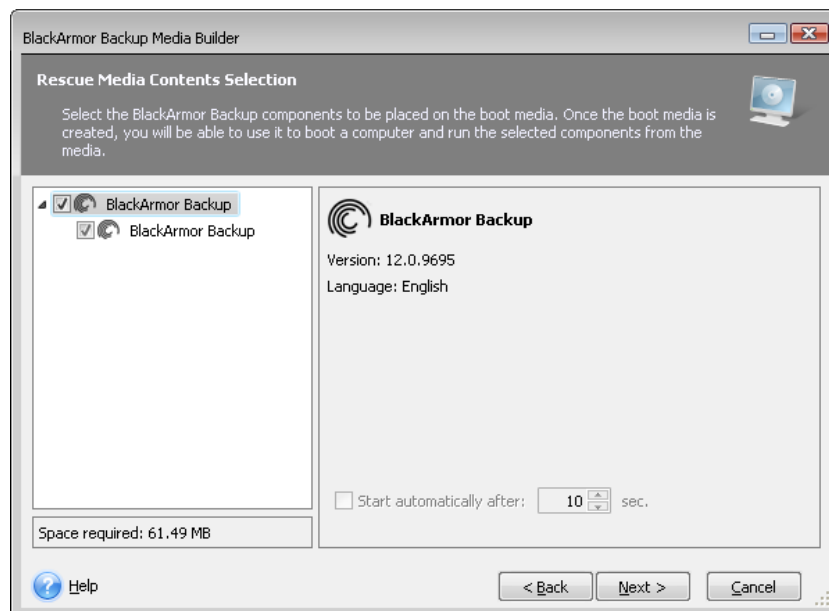 BlackArmor Backup Media Builder
Rescue Media Contents Selection
Select the BlackArmor Backup components to be placed on the boot media. Once the boot media is
created, you will be able to use it to boot a computer and run the selected components from the
media.
BlackArmor Backup
BlackArmor Backup
BlackArmor Backup
Version: 12.0.9695
Language: English
Start automatically after: 10 sec.
Space required: 61.49 MB
Help
< Back
Next >
Cancel